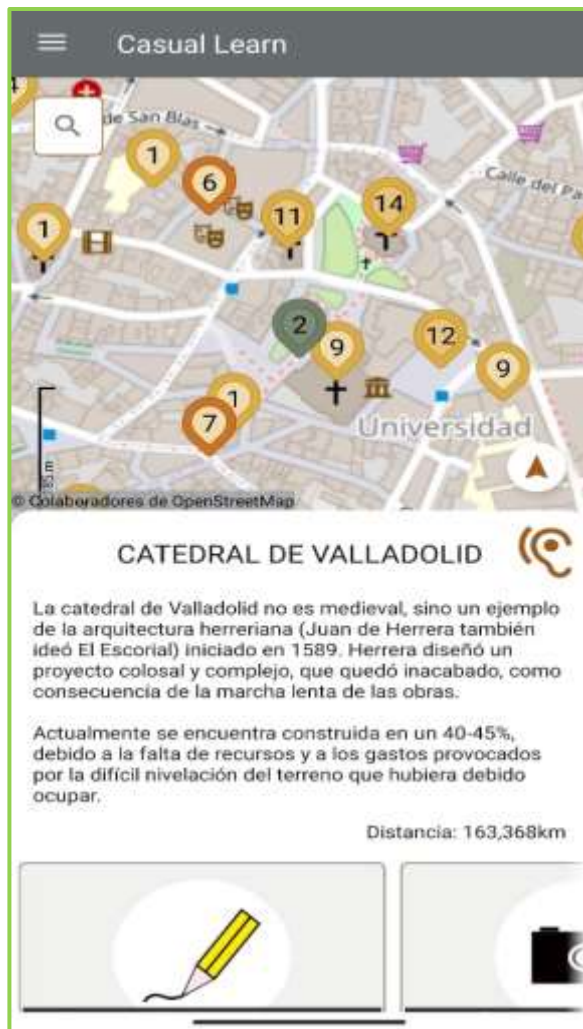 Casual Learn
de San Blas
Calle del Pa
1
6
11
14
1
2
9
12
9
1
7
Universidad
85 m
© Colaboradores de OpenStreetMap
CATEDRAL DE VALLADOLID
La catedral de Valladolid no es medieval, sino un ejemplo
de la arquitectura herreriana (Juan de Herrera también
ideó El Escorial) iniciado en 1589. Herrera diseñó un
proyecto colosal y complejo, que quedó inacabado, como
consecuencia de la marcha lenta de las obras.
Actualmente se encuentra construida en un 40-45%,
debido a la falta de recursos y a los gastos provocados
por la difícil nivelación del terreno que hubiera debido
ocupar.
Distancia: 163,368km